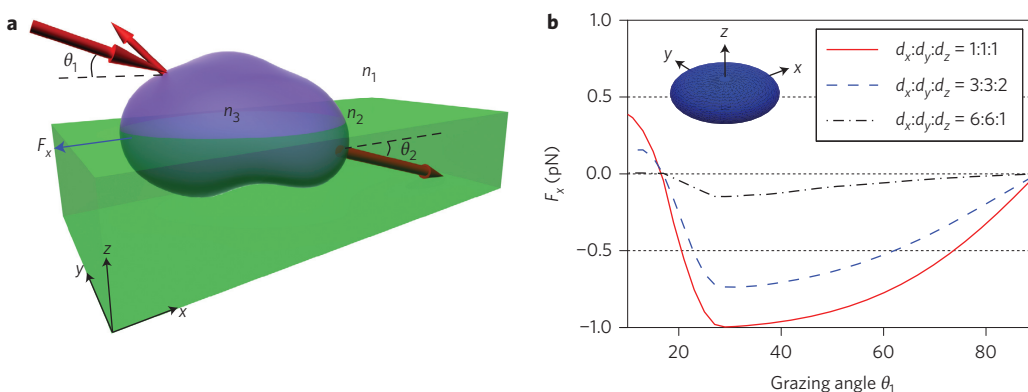 a
θ1
n1
n3
n2
Fx
θ2
z
y
x
b
1.0
0.5
0.0
−0.5
−1.0
Fx (pN)
z
y
x
dx:dy:dz = 1:1:1
dx:dy:dz = 3:3:2
dx:dy:dz = 6:6:1
20 40 60 80
Grazing angle θ1